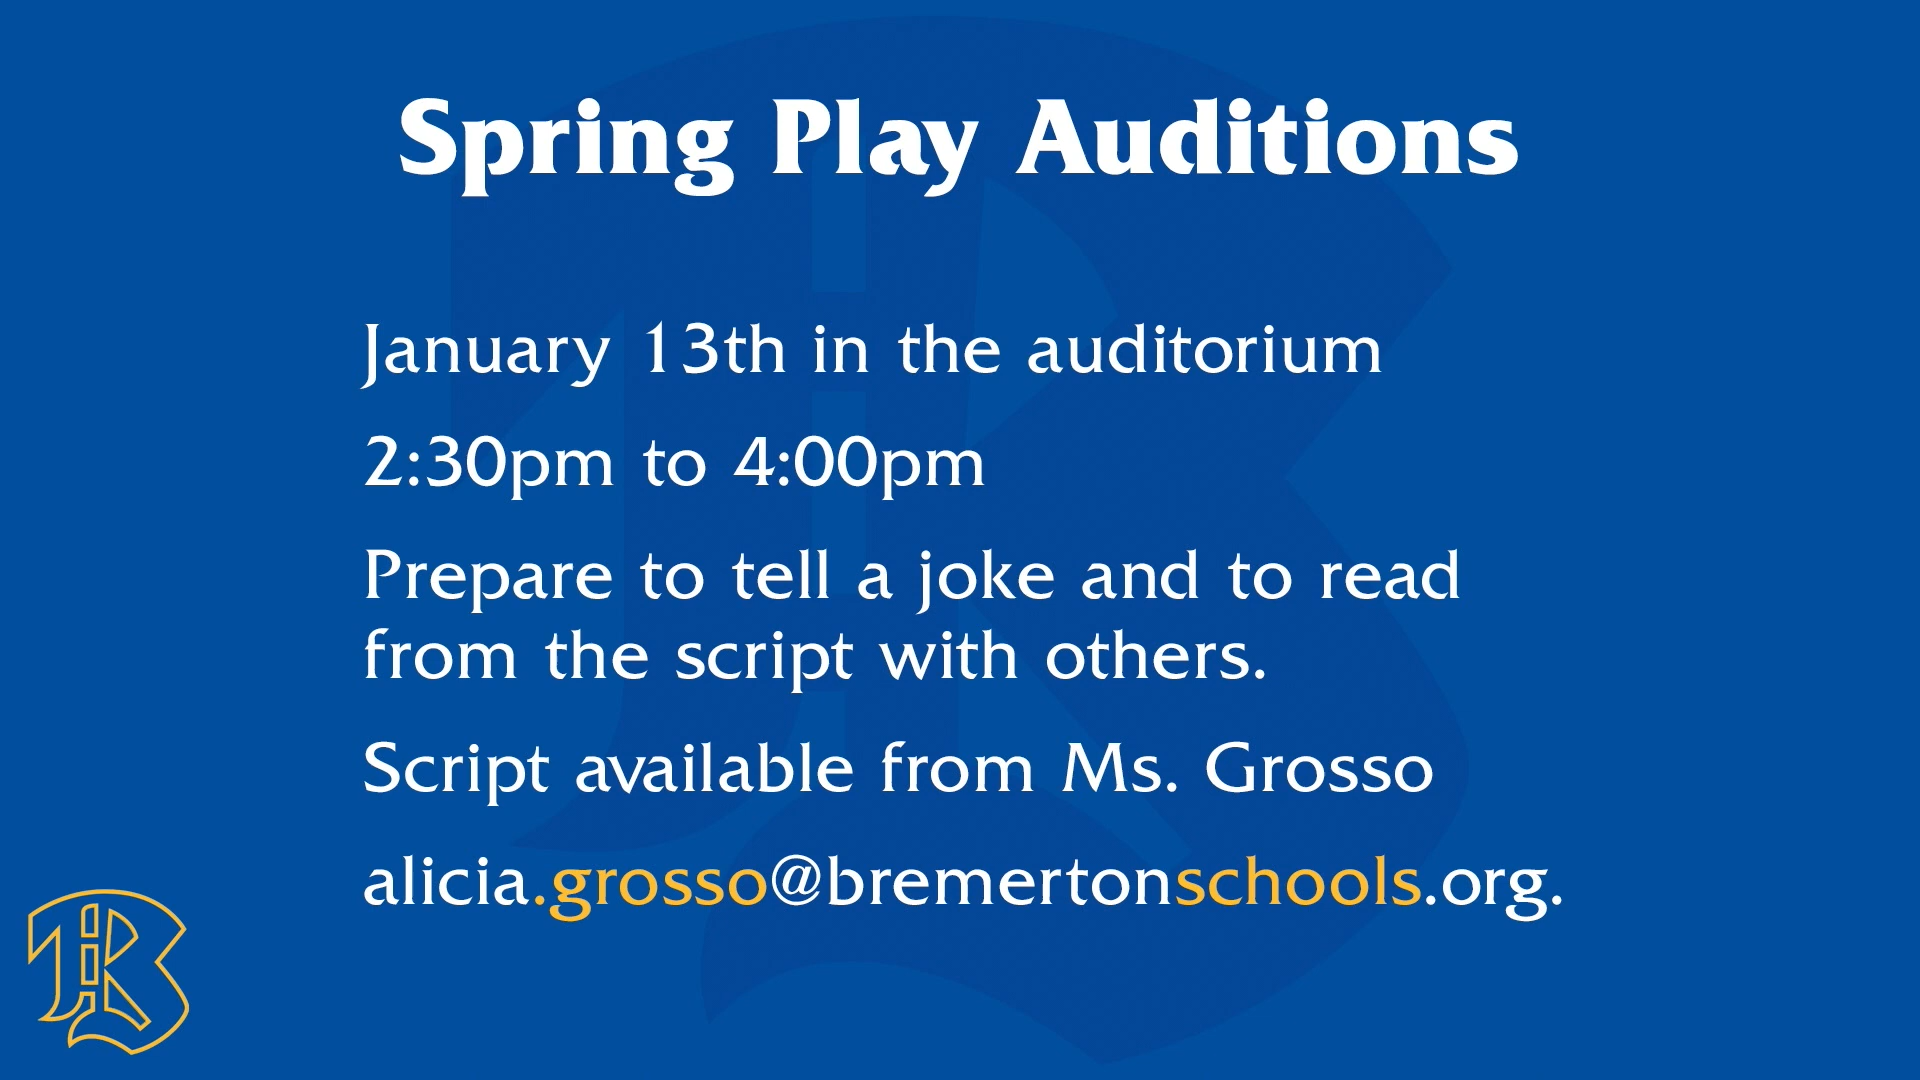 Spring Play Auditions
January 13th in the auditorium
2:30pm to 4:00pm
Prepare to tell a joke and to read
from the script with others.
Script available from Ms. Grosso
alicia.grosso@bremertonschools.org.